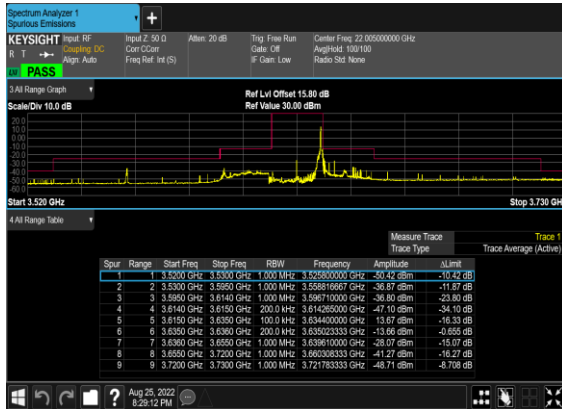 Spectrum Analyzer 1
Spurious Emissions
+
KEYSIGHT Input: RF Input Z: 50 Ω Atten: 20 dB Trig: Free Run Center Freq: 22.005000000 GHz
R T Coupling: DC Corr CCorr Gate: Off Avg|Hold: 100/100
Align: Auto Freq Ref: Int (S) IF Gain: Low Radio Std: None
LW PASS
3 All Range Graph
Ref Lvl Offset 15.80 dB
Scale/Div 10.0 dB Ref Value 30.00 dBm
20.0
10.0
0.00
-10.0
-20.0
-30.0
-40.0
-50.0
-60.0
Start 3.520 GHz Stop 3.730 GH
4 All Range Table
Measure Trace Trace 1
Trace Type Trace Average (Active)
Spur Range Start Freq Stop Freq RBW Frequency Amplitude ΔLimit
1 1 3.5200 GHz 3.5300 GHz 1.000 MHz 3.525800000 GHz -50.42 dBm -10.42 dB
2 2 3.5300 GHz 3.5950 GHz 1.000 MHz 3.558816667 GHz -36.87 dBm -11.87 dB
3 3 3.5950 GHz 3.6140 GHz 1.000 MHz 3.596710000 GHz -36.80 dBm -23.80 dB
4 4 3.6140 GHz 3.6150 GHz 200.0 kHz 3.614265000 GHz -47.10 dBm -34.10 dB
5 5 3.6150 GHz 3.6350 GHz 100.0 kHz 3.634400000 GHz 13.67 dBm -16.33 dB
6 6 3.6350 GHz 3.6360 GHz 200.0 kHz 3.635023333 GHz -13.66 dBm -0.655 dB
7 7 3.6360 GHz 3.6550 GHz 1.000 MHz 3.639610000 GHz -28.07 dBm -15.07 dB
8 8 3.6550 GHz 3.7200 GHz 1.000 MHz 3.660308333 GHz -41.27 dBm -16.27 dB
9 9 3.7200 GHz 3.7300 GHz 1.000 MHz 3.721783333 GHz -48.71 dBm -8.708 dB
? Aug 25, 2022
8:29:12 PM